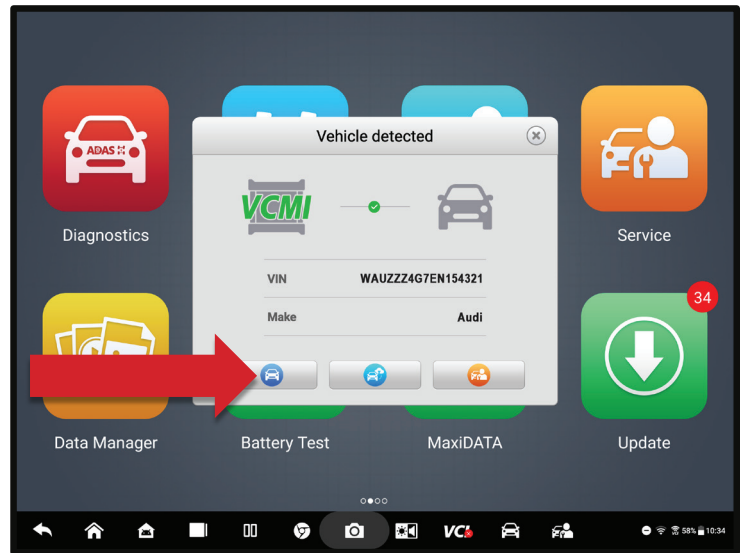 Vehicle detected
ADAS
VCMI
Diagnostics
Service
VIN WAUZZZ4G7EN154321
Make Audi
34
Data Manager
Battery Test
MaxiDATA
Update
VCI
58% 10:34